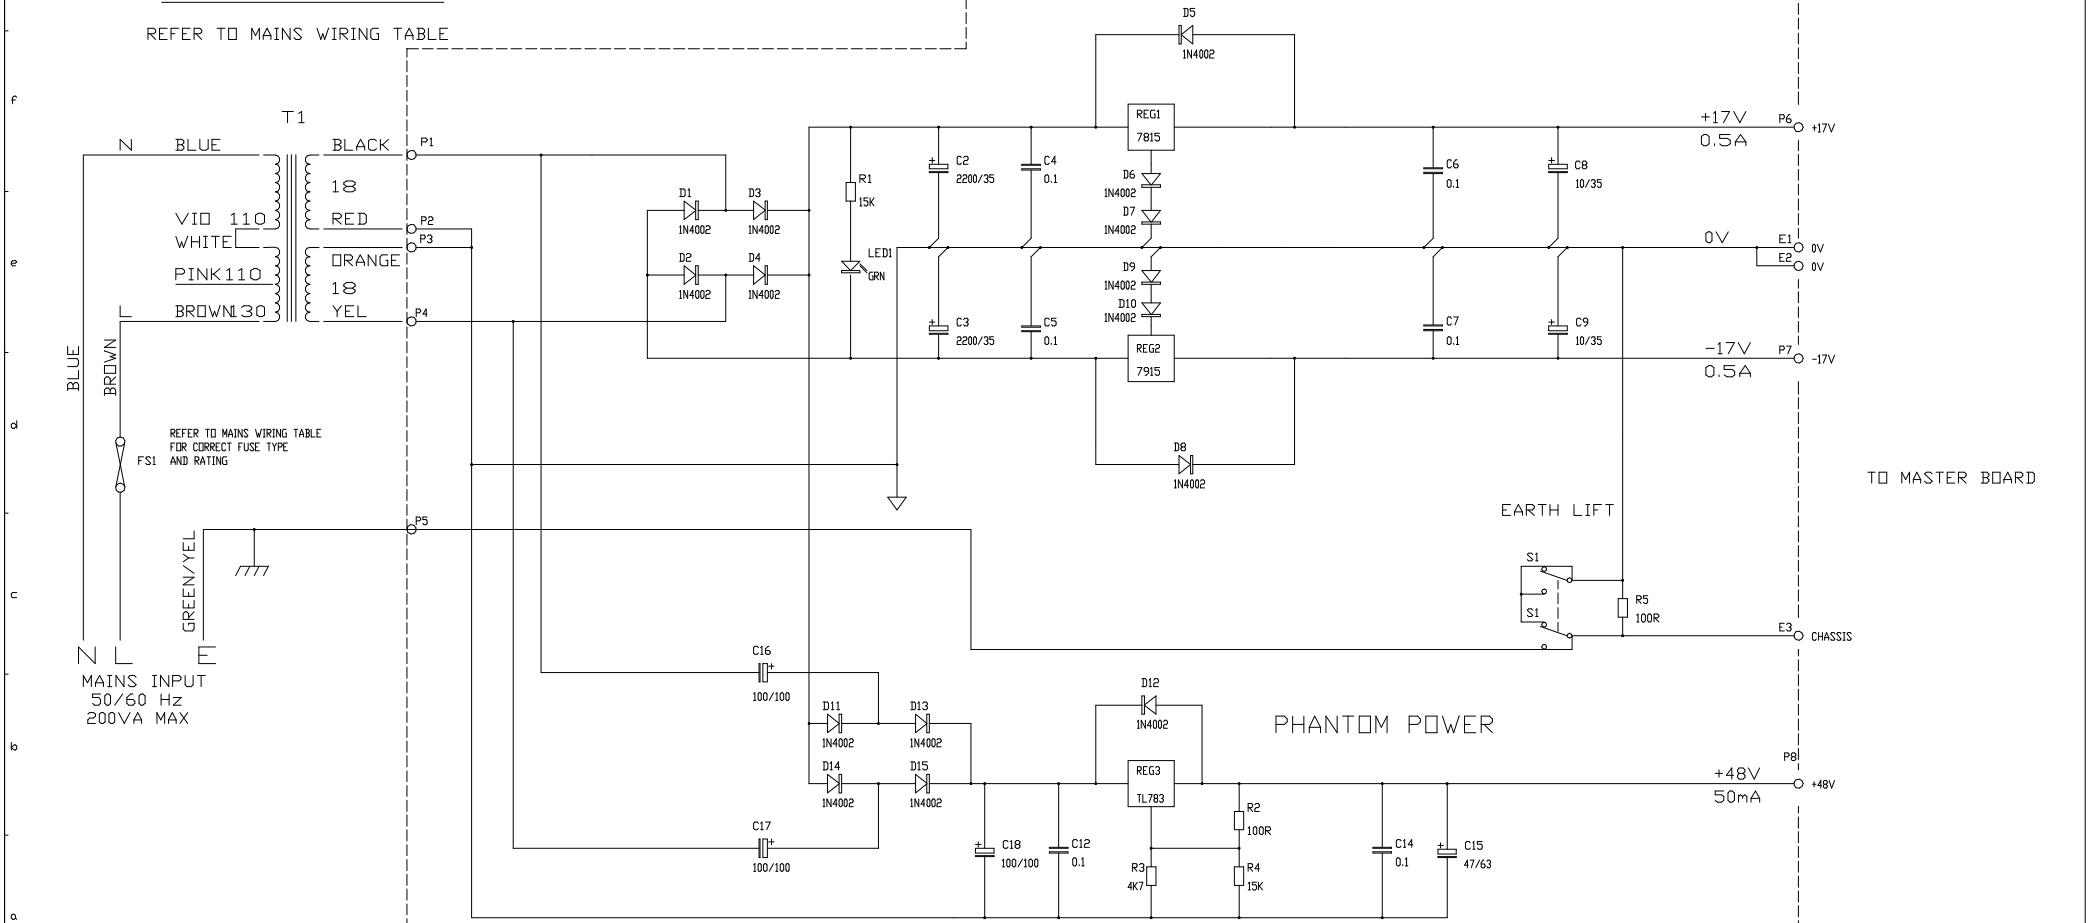 REFER TO MAINS WIRING TABLE
D5
1N4002
f
T1
REG1
7815
+17V
0.5A
P6
+17V
N
BLUE
BLACK
P1
C2
2200/35
C4
0.1
C6
0.1
C8
10/35
18
R1
15K
D6
1N4002
D7
1N4002
D1
1N4002
D3
1N4002
VIO 110
RED
P2
WHITE
P3
0V
E1
0V
E2
0V
e
ORANGE
LED1
GRN
D2
1N4002
D4
1N4002
D9
1N4002
D10
1N4002
PINK110
18
L
BROWN130
YEL
P4
C3
2200/35
C5
0.1
C7
0.1
C9
10/35
REG2
7915
-17V
0.5A
P7
-17V
BLUE
BROWN
d
REFER TO MAINS WIRING TABLE
FOR CORRECT FUSE TYPE
FS1 AND RATING
D8
1N4002
TO MASTER BOARD
P5
EARTH LIFT
GREEN/YEL
S1
c
S1
R5
100R
E3
CHASSIS
N L E
MAINS INPUT
50/60 Hz
200VA MAX
C16
100/100
D11
1N4002
D13
1N4002
D12
1N4002
PHANTOM POWER
b
D14
1N4002
D15
1N4002
REG3
TL783
+48V
50mA
P8
+48V
R2
100R
C17
100/100
C18
100/100
C12
0.1
C14
0.1
C15
47/63
R3
4K7
R4
15K
a